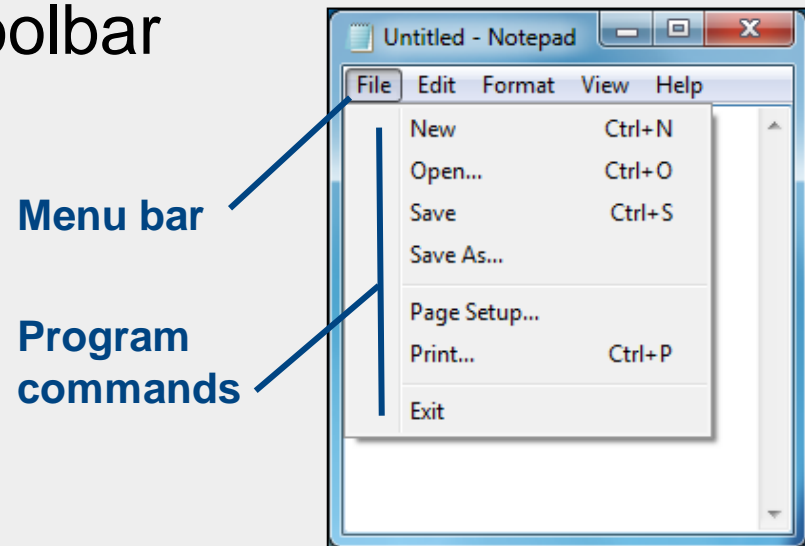 oolbar
Untitled - Notepad
File Edit Format View Help
New Ctrl+N
Open... Ctrl+O
Save Ctrl+S
Save As...
Page Setup...
Print... Ctrl+P
Exit
Menu bar
Program
commands